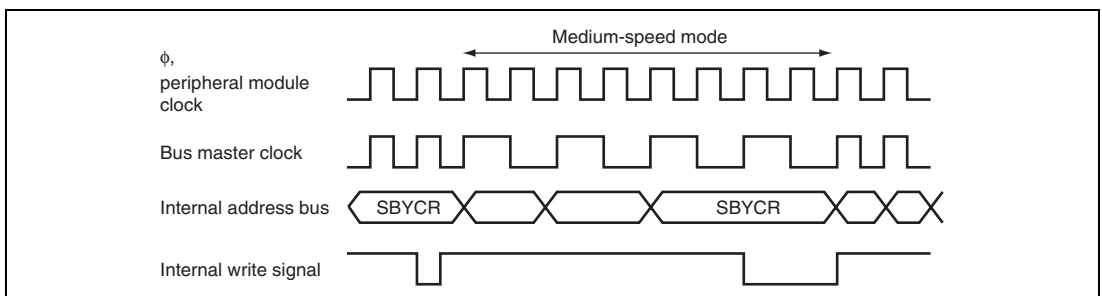 Medium-speed mode
φ,
peripheral module
clock
Bus master clock
Internal address bus SBYCR SBYCR
Internal write signal